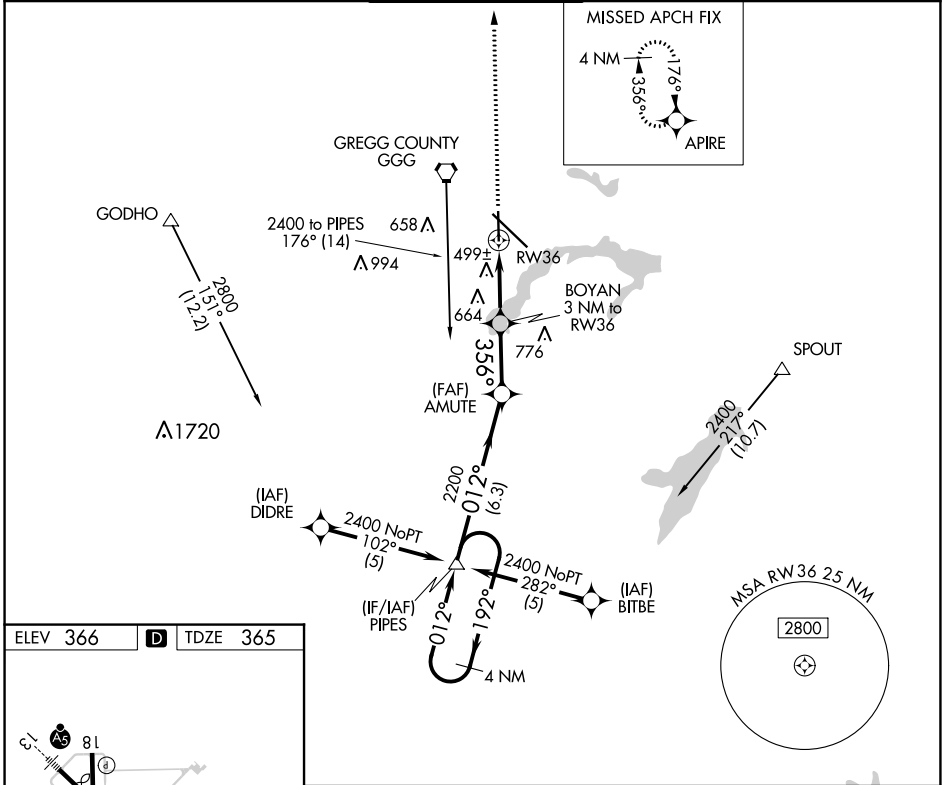 MISSED APCH FIX
4 NM
176°
356°
APIRE
GREGG COUNTY
GGG
GODHO
2400 to PIPES
176° (14)
658
994
499±
RW36
2800
151°
(12.2)
664
BOYAN
3 NM to
RW36
776
356°
SPOUT
(FAF)
AMUTE
2400
217°
(10.7)
1720
2200
012°
(6.3)
(IAF)
DIDRE
2400 NoPT
102°
(5)
2400 NoPT
282°
(5)
(IAF)
BITBE
(IF/IAF)
PIPES
012°
192°
4 NM
MSA RW36 25 NM
2800
ELEV 366 D TDZE 365
13
A5
18
P